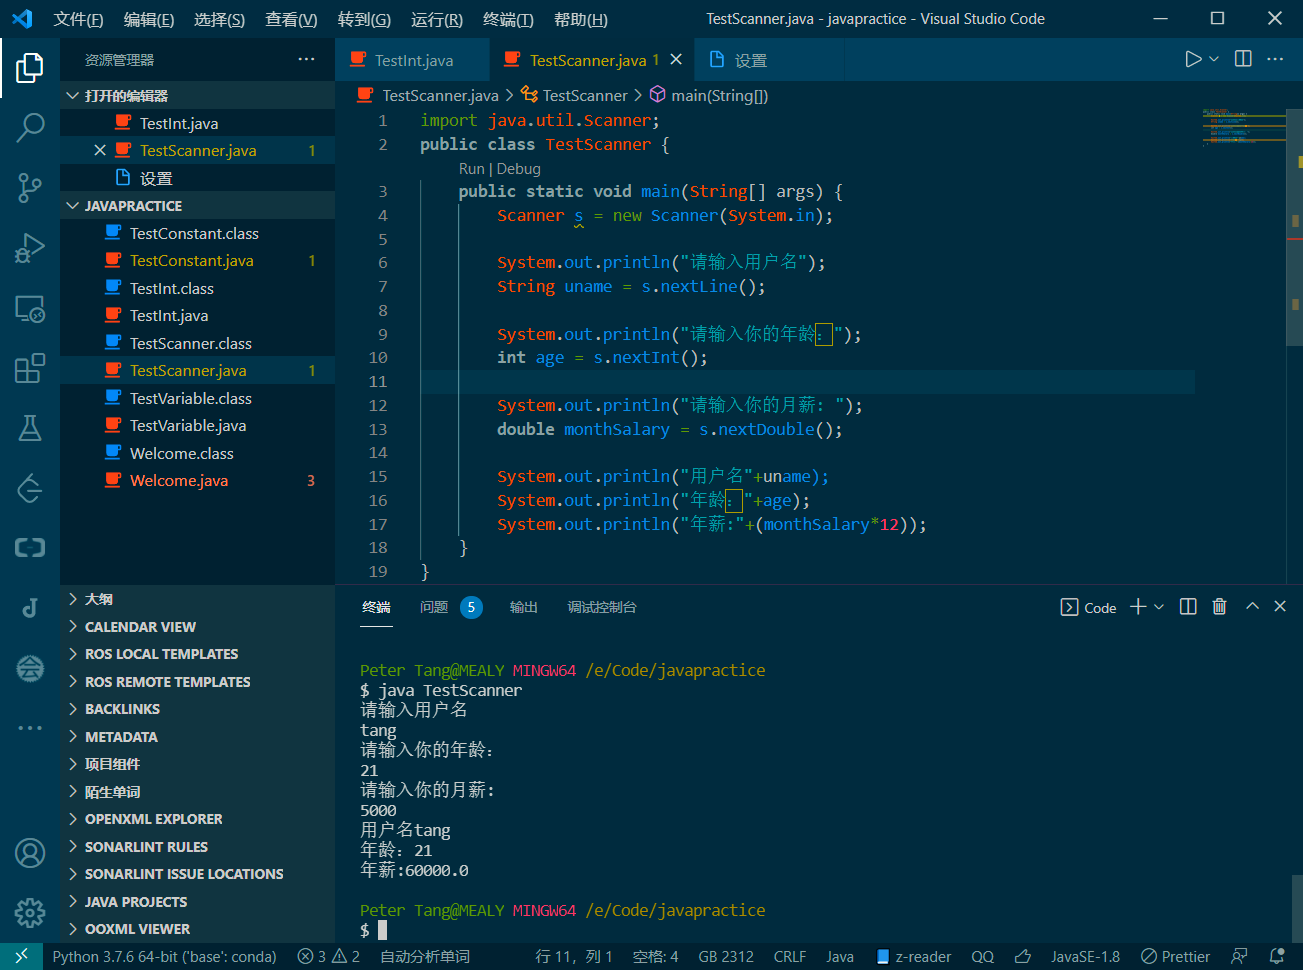 文件(F) 编辑(E) 选择(S) 查看(V) 转到(G) 运行(R) 终端(T) 帮助(H) TestScanner.java - javapractice - Visual Studio Code
资源管理器
TestInt.java TestScanner.java 1 设置
打开的编辑器
TestInt.java
TestScanner.java 1
设置
JAVAPRACTICE
TestConstant.class
TestConstant.java 1
TestInt.class
TestInt.java
TestScanner.class
TestScanner.java 1
TestVariable.class
TestVariable.java
Welcome.class
Welcome.java 3
大纲
CALENDAR VIEW
ROS LOCAL TEMPLATES
ROS REMOTE TEMPLATES
BACKLINKS
METADATA
项目组件
陌生单词
OPENXML EXPLORER
SONARLINT RULES
SONARLINT ISSUE LOCATIONS
JAVA PROJECTS
OOXML VIEWER
TestScanner.java > TestScanner > main(String[])
1 import java.util.Scanner;
2 public class TestScanner {
Run | Debug
3 public static void main(String[] args) {
4 Scanner s = new Scanner(System.in);
5
6 System.out.println("请输入用户名");
7 String uname = s.nextLine();
8
9 System.out.println("请输入你的年龄：");
10 int age = s.nextInt();
11
12 System.out.println("请输入你的月薪: ");
13 double monthSalary = s.nextDouble();
14
15 System.out.println("用户名"+uname);
16 System.out.println("年龄："+age);
17 System.out.println("年薪:"+(monthSalary*12));
18 }
19 }
终端 问题 5 输出 调试控制台 Code
Peter Tang@MEALY MINGW64 /e/Code/javapractice
$ java TestScanner
请输入用户名
tang
请输入你的年龄：
21
请输入你的月薪:
5000
用户名tang
年龄：21
年薪:60000.0
Peter Tang@MEALY MINGW64 /e/Code/javapractice
$
Python 3.7.6 64-bit ('base': conda) 3 2 自动分析单词 行 11，列 1 空格: 4 GB 2312 CRLF Java z-reader QQ JavaSE-1.8 Prettier